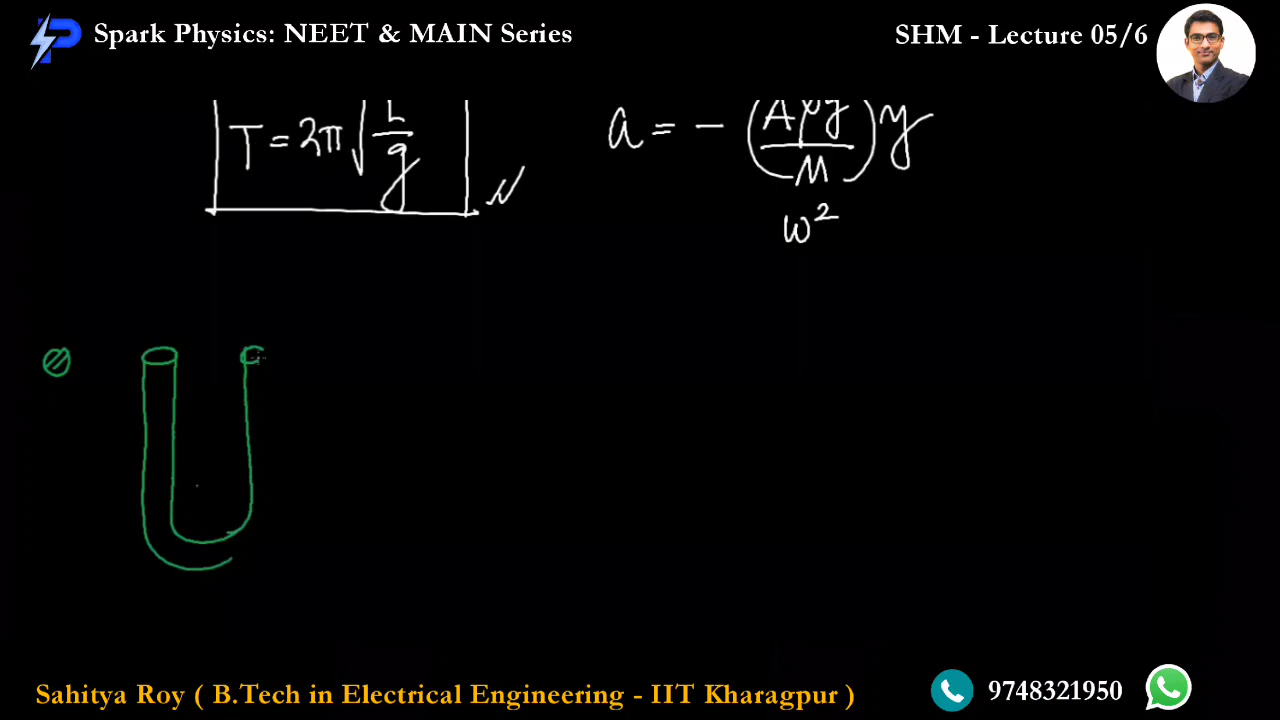 Spark Physics: NEET & MAIN Series
SHM - Lecture 05/6
T = 2π√(L/g)
a = - (Aρg/M) y
ω²
Sahitya Roy ( B.Tech in Electrical Engineering - IIT Kharagpur )
9748321950